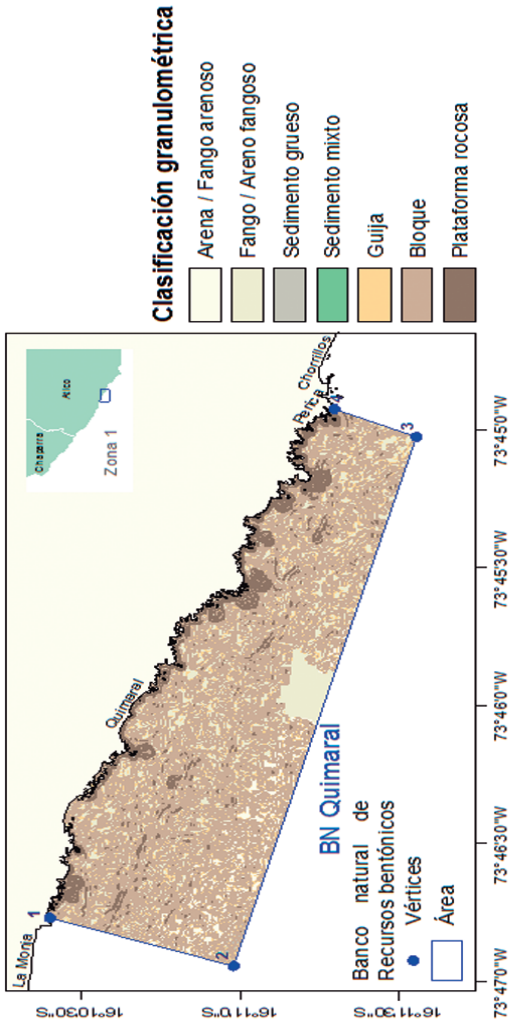 Clasificación granulométrica
Arena / Fango arenoso
Fango / Areno fangoso
Sedimento grueso
Sedimento mixto
Guija
Bloque
Plataforma rocosa
Chaparra
Atico
Zona 1
La Monja
Quimaral
Perica
Chorrillos
1
2
3
4
BN Quimaral
Banco natural de
Recursos bentónicos
Vértices
Área
16°10'30"S
16°11'0"S
16°11'30"S
73°47'0"W
73°46'30"W
73°46'0"W
73°45'30"W
73°45'0"W